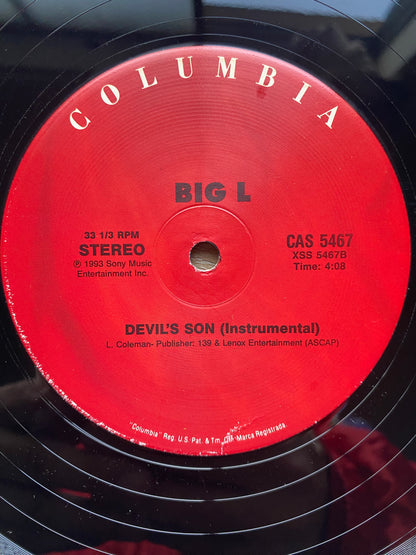 COLUMBIA
BIG L
33 1/3 RPM
STEREO
℗ 1993 Sony Music
Entertainment Inc.
CAS 5467
XSS 5467B
Time: 4:08
DEVIL'S SON (Instrumental)
L. Coleman- Publisher: 139 & Lenox Entertainment (ASCAP)
"Columbia" Reg. U.S. Pat. & Tm. Off. Marca Registrada.